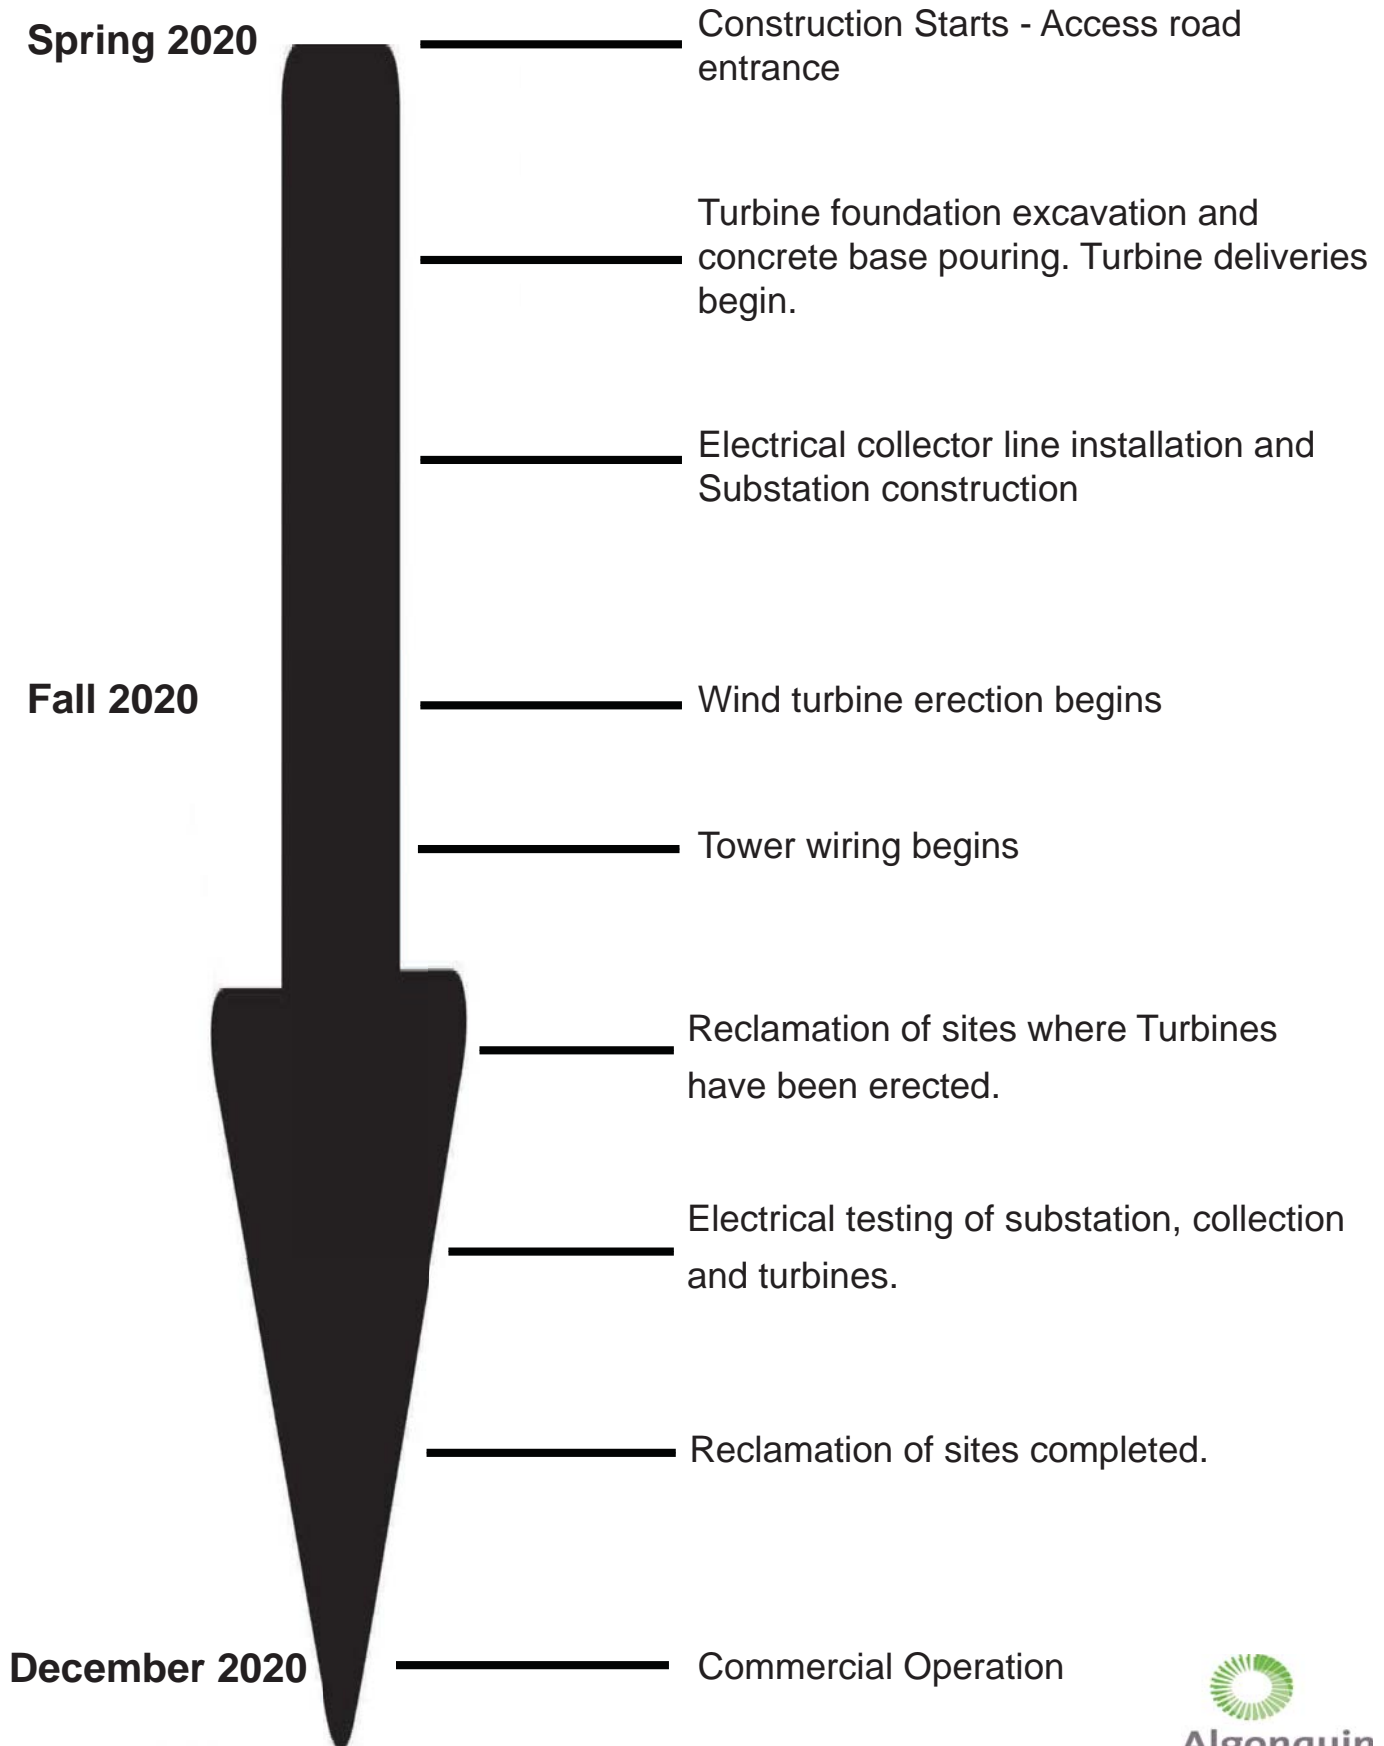 Spring 2020
Construction Starts - Access road
entrance
Turbine foundation excavation and
concrete base pouring. Turbine deliveries
begin.
Electrical collector line installation and
Substation construction
Fall 2020
Wind turbine erection begins
Tower wiring begins
Reclamation of sites where Turbines
have been erected.
Electrical testing of substation, collection
and turbines.
Reclamation of sites completed.
December 2020
Commercial Operation
Algonquin